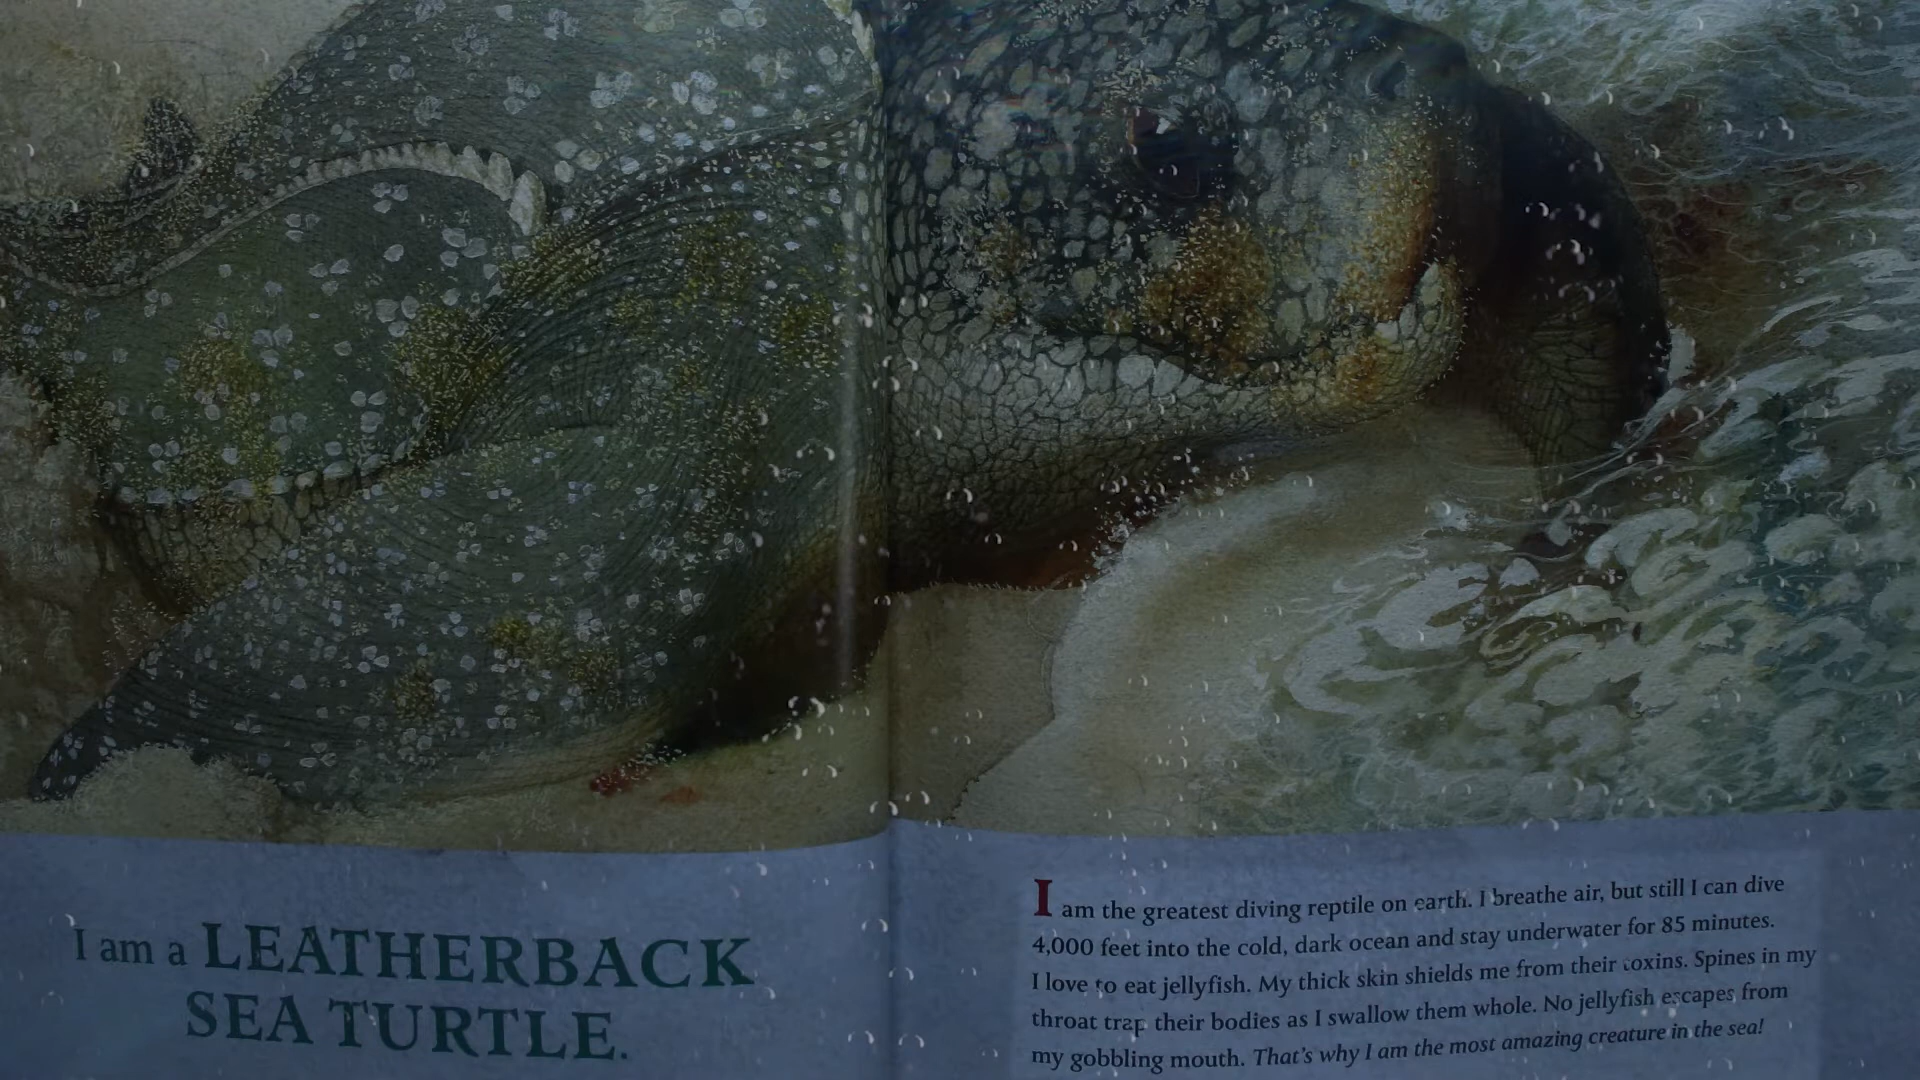 I am a LEATHERBACK
SEA TURTLE.
I am the greatest diving reptile on earth. I breathe air, but still I can dive
4,000 feet into the cold, dark ocean and stay underwater for 85 minutes.
I love to eat jellyfish. My thick skin shields me from their toxins. Spines in my
throat trap their bodies as I swallow them whole. No jellyfish escapes from
my gobbling mouth. That's why I am the most amazing creature in the sea!